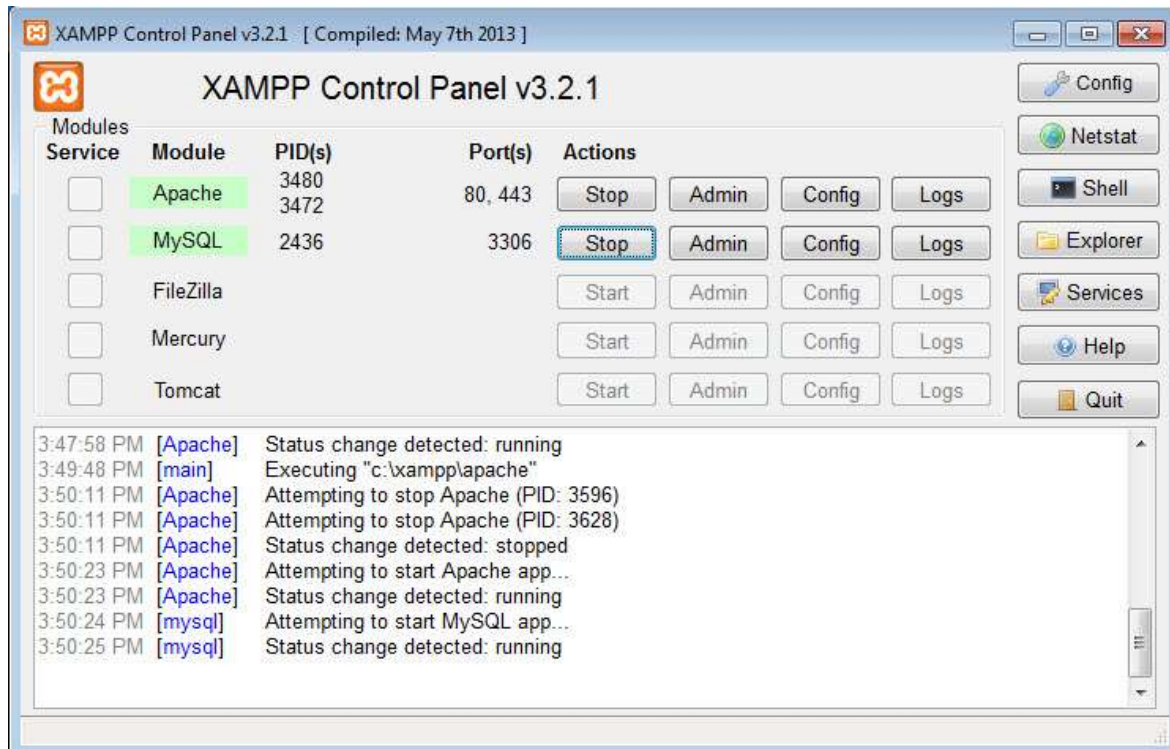 XAMPP Control Panel v3.2.1 [ Compiled: May 7th 2013 ]
XAMPP Control Panel v3.2.1
Config
Modules
Netstat
Service Module PID(s) Port(s) Actions
Apache 3480 3472 80, 443 Stop Admin Config Logs
Shell
MySQL 2436 3306 Stop Admin Config Logs
Explorer
FileZilla Start Admin Config Logs
Services
Mercury Start Admin Config Logs
Help
Tomcat Start Admin Config Logs
Quit
3:47:58 PM [Apache] Status change detected: running
3:49:48 PM [main] Executing "c:\xampp\apache"
3:50:11 PM [Apache] Attempting to stop Apache (PID: 3596)
3:50:11 PM [Apache] Attempting to stop Apache (PID: 3628)
3:50:11 PM [Apache] Status change detected: stopped
3:50:23 PM [Apache] Attempting to start Apache app...
3:50:23 PM [Apache] Status change detected: running
3:50:24 PM [mysql] Attempting to start MySQL app...
3:50:25 PM [mysql] Status change detected: running